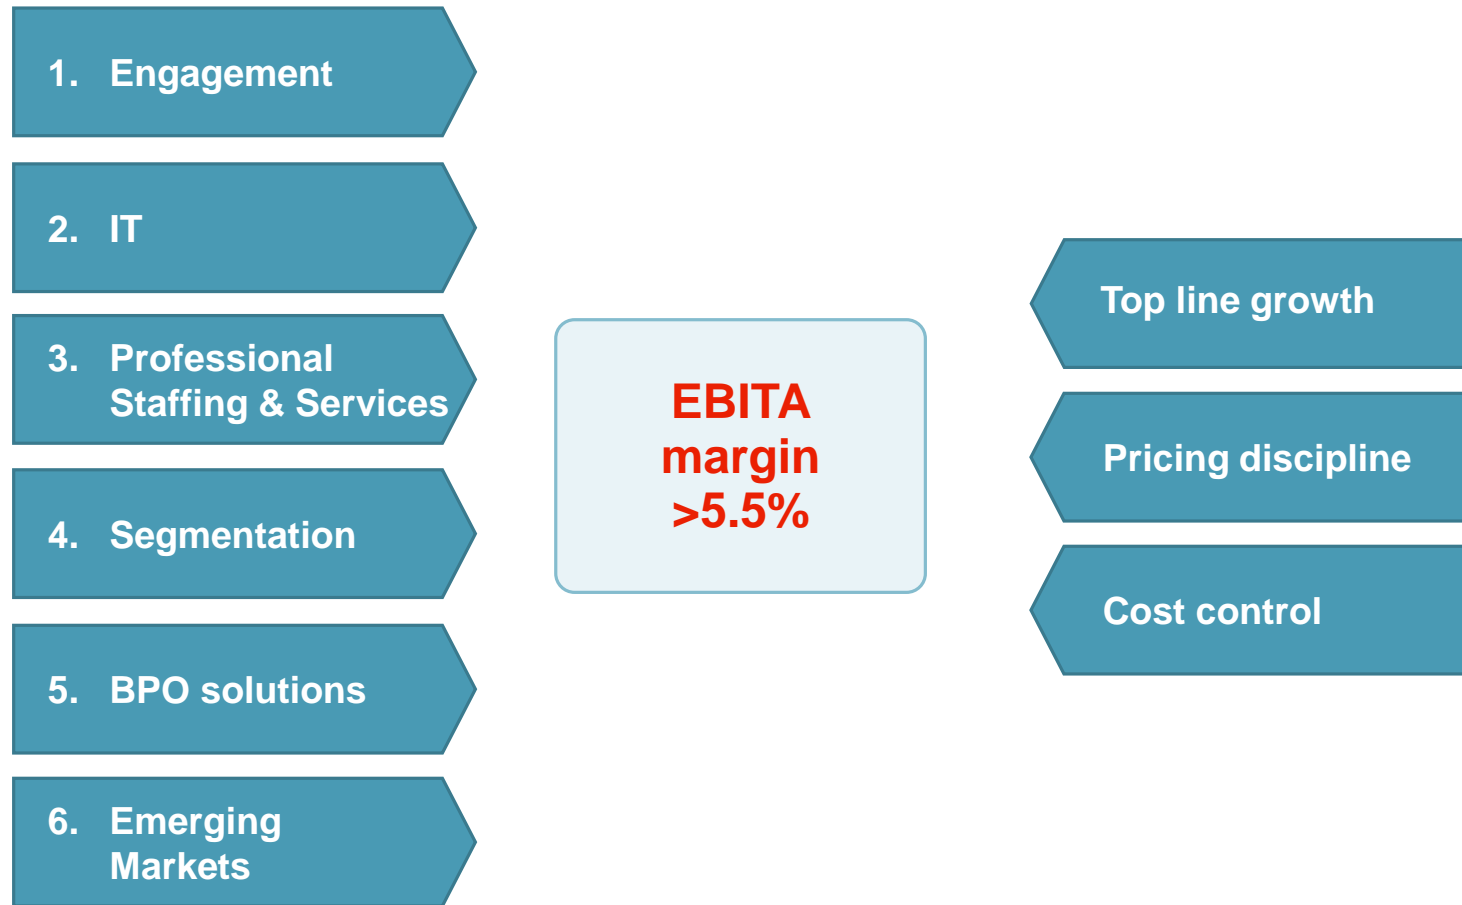 1. Engagement
2. IT
3. Professional
Staffing & Services
4. Segmentation
5. BPO solutions
6. Emerging
Markets
EBITA
margin
>5.5%
Top line growth
Pricing discipline
Cost control